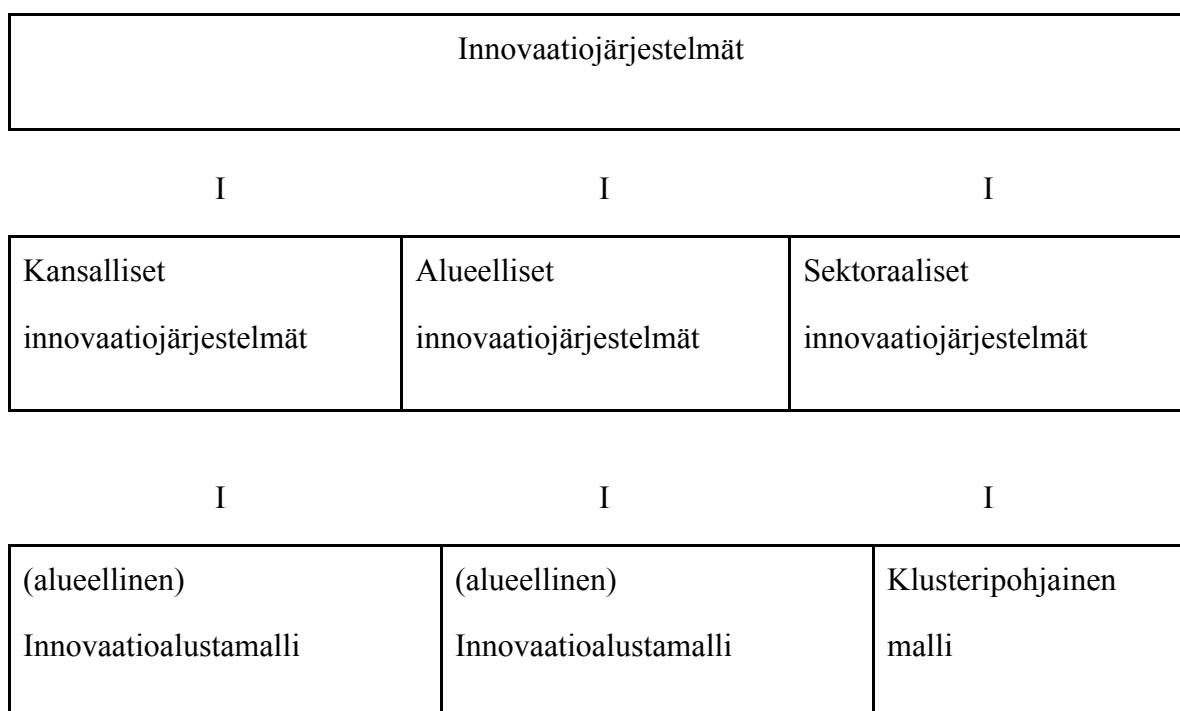 Innovaatiojärjestelmät
I I I
Kansalliset Alueelliset Sektoraaliset
innovaatiojärjestelmät innovaatiojärjestelmät innovaatiojärjestelmät
I I I
(alueellinen) (alueellinen) Klusteripohjainen
Innovaatioalustamalli Innovaatioalustamalli malli